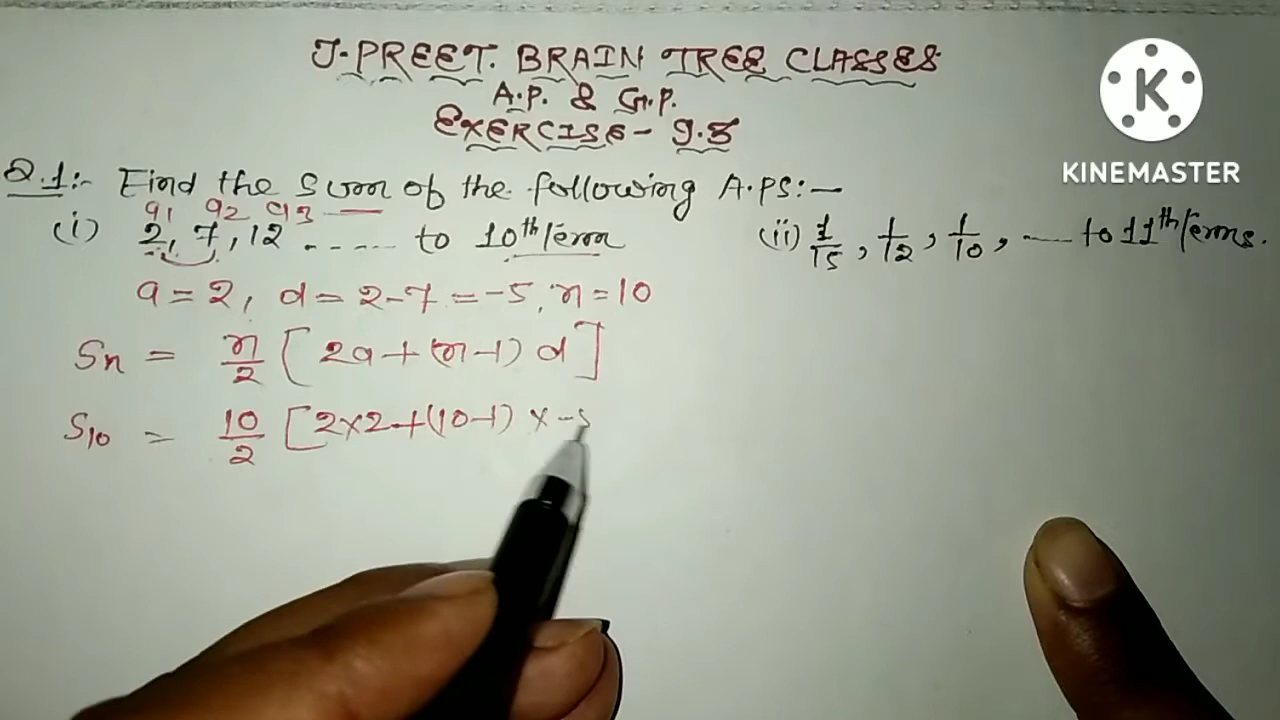 J.PREET. BRAIN TREE CLASSES
A.P. & G.P.
EXERCISE- 9.3
KINEMASTER
Q.1:- Find the sum of the following A.PS:—
a1 a2 a3
(i) 2, 7, 12 ....... to 10th term
(ii) 1/15, 1/12, 1/10, ---- to 11th terms.
a = 2, d = 2-7 = -5, n = 10
Sn = n/2 [ 2a+(n-1) d ]
S10 = 10/2 [2×2+(10-1) × -5